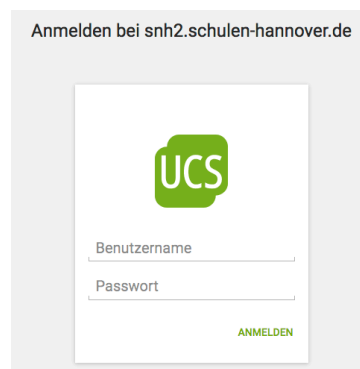 Anmelden bei snh2.schulen-hannover.de
UCS
Benutzername
Passwort
ANMELDEN